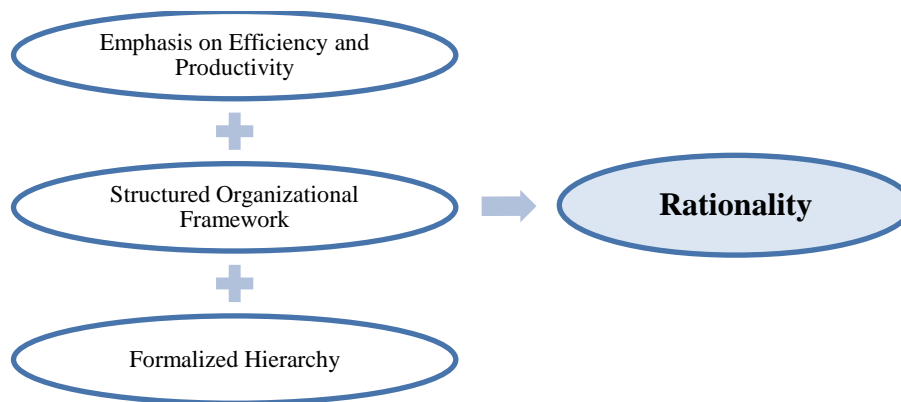 Emphasis on Efficiency and
Productivity
Structured Organizational
Framework
Rationality
Formalized Hierarchy